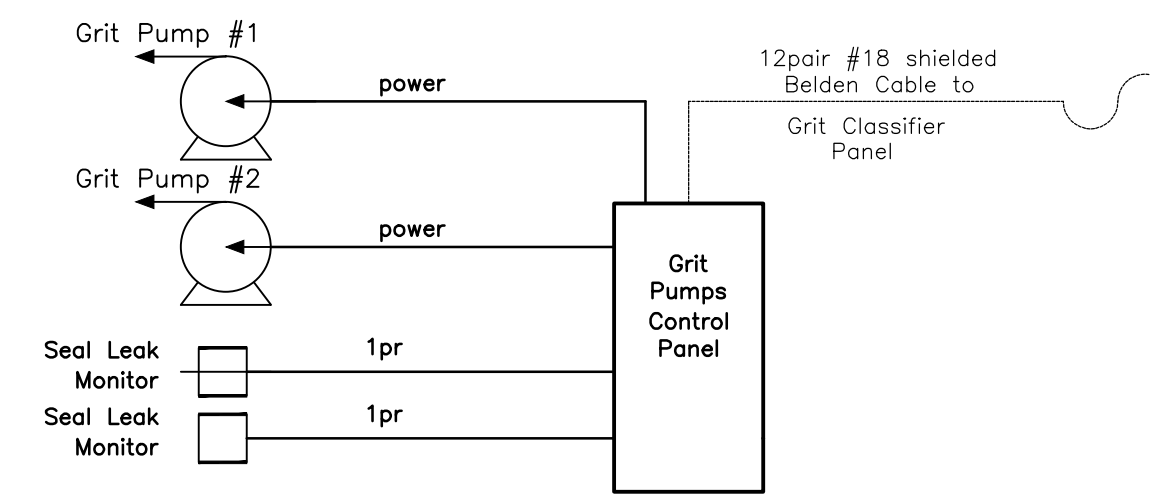 Grit Pump #1
power
12pair #18 shielded
Belden Cable to
Grit Classifier
Panel
Grit Pump #2
power
Grit
Pumps
Control
Panel
Seal Leak
Monitor
1pr
Seal Leak
Monitor
1pr